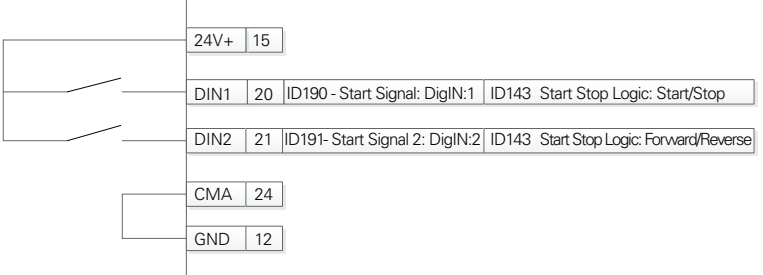 24V+ 15
DIN1 20 ID190 - Start Signal: DigIN:1 ID143 Start Stop Logic: Start/Stop
DIN2 21 ID191- Start Signal 2: DigIN:2 ID143 Start Stop Logic: Forward/Reverse
CMA 24
GND 12